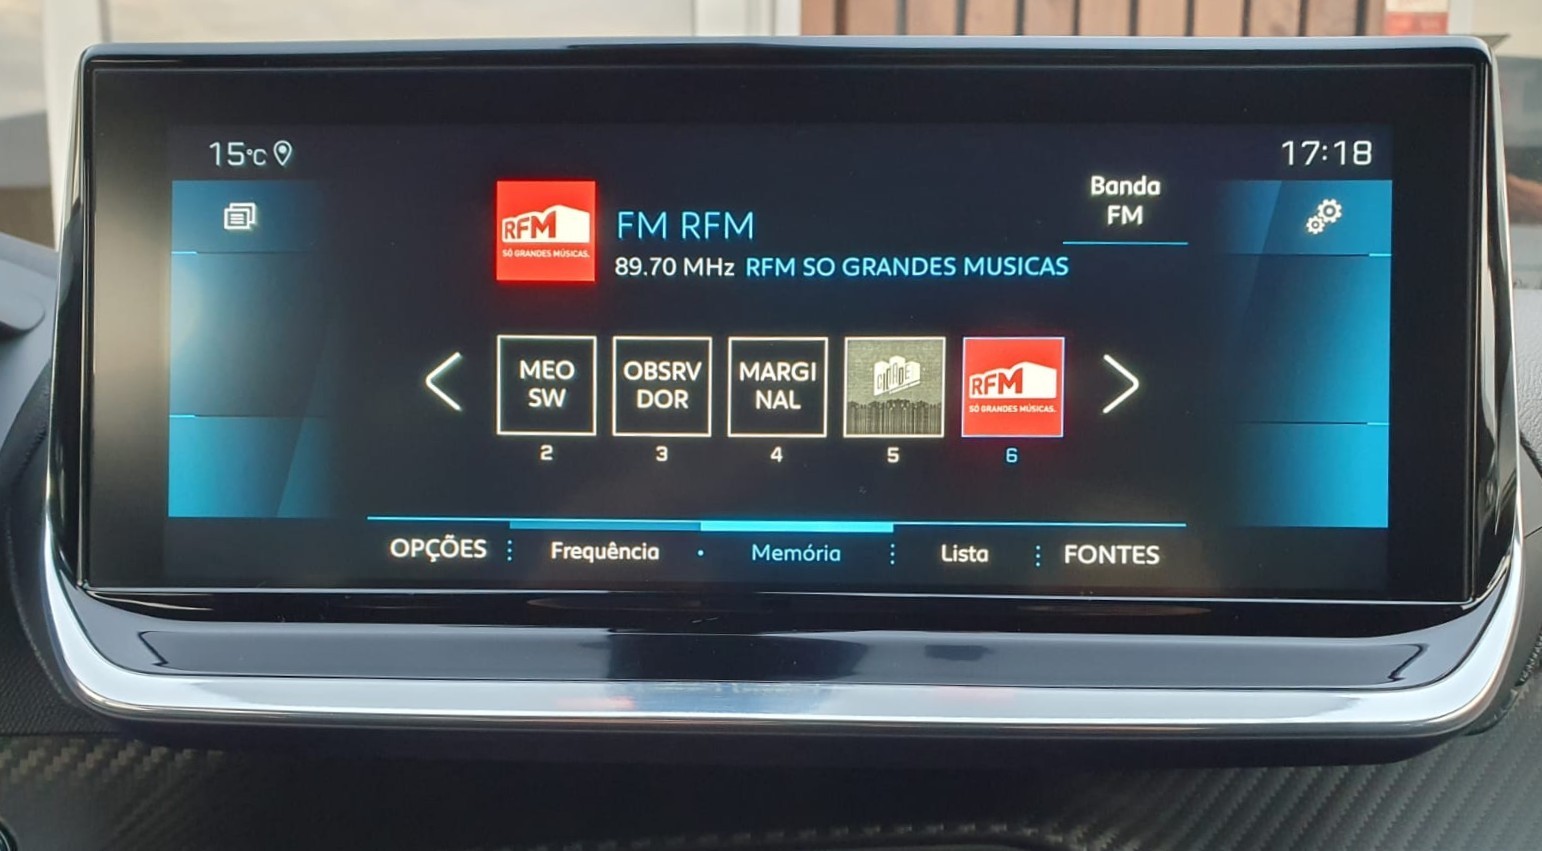 15°C
17:18
Banda
FM
RFM
SÓ GRANDES MÚSICAS.
FM RFM
89.70 MHz RFM SO GRANDES MUSICAS
MEO
SW
OBSRV
DOR
MARGI
NAL
CIDADE
RFM
SÓ GRANDES MÚSICAS.
2
3
4
5
6
OPÇÕES
Frequência
Memória
Lista
FONTES